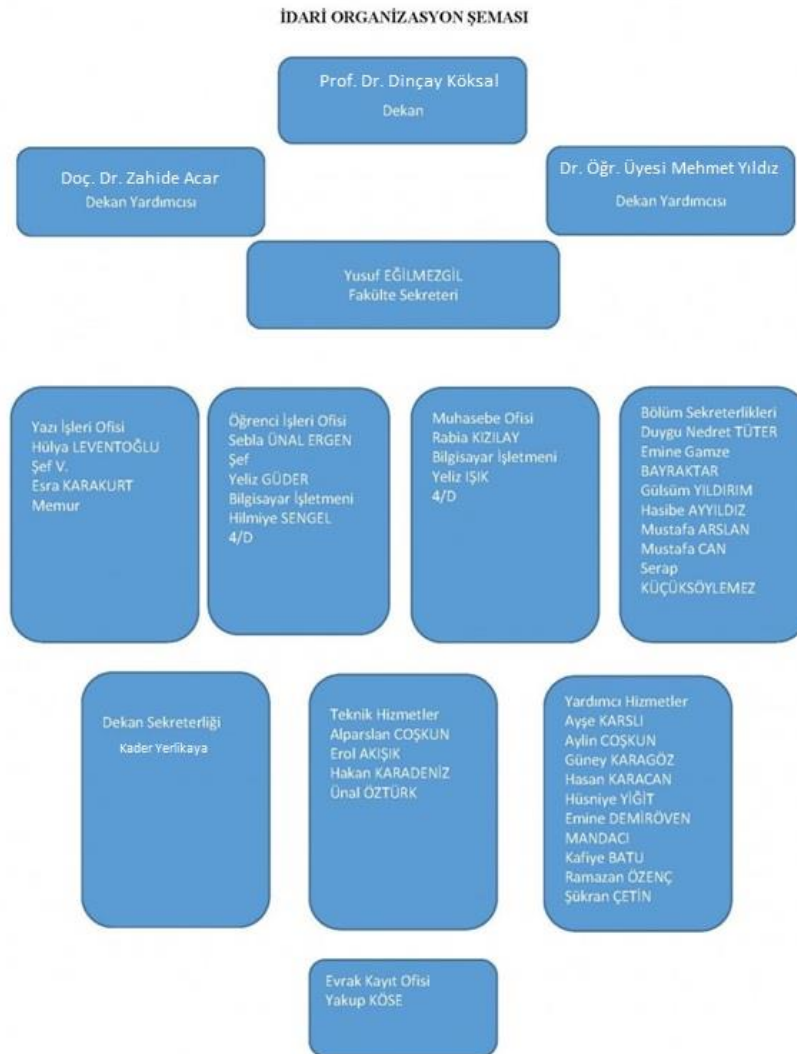 İDARİ ORGANİZASYON ŞEMASI
Prof. Dr. Dinçay Köksal
Dekan
Doç. Dr. Zahide Acar
Dekan Yardımcısı
Dr. Öğr. Üyesi Mehmet Yıldız
Dekan Yardımcısı
Yusuf EĞİLMEZGİL
Fakülte Sekreteri
Yazı İşleri Ofisi
Hülya LEVENTOĞLU
Şef V.
Esra KARAKURT
Memur
Öğrenci İşleri Ofisi
Sebla ÜNAL ERGEN
Şef
Yeliz GÜDER
Bilgisayar İşletmeni
Hilmiye SENGEL
4/D
Muhasebe Ofisi
Rabia KIZILAY
Bilgisayar İşletmeni
Yeliz IŞIK
4/D
Bölüm Sekreterlikleri
Duygu Nedret TÜTER
Emine Gamze
BAYRAKTAR
Gülsüm YILDIRIM
Hasibe AYYILDIZ
Mustafa ARSLAN
Mustafa CAN
Serap
KÜÇÜKSÖYLEMEZ
Dekan Sekreterliği
Kader Yerlikaya
Teknik Hizmetler
Alparslan COŞKUN
Erol AKIŞIK
Hakan KARADENİZ
Ünal ÖZTÜRK
Yardımcı Hizmetler
Ayşe KARSLI
Aylin COŞKUN
Güney KARAGÖZ
Hasan KARACAN
Hüsniye YİĞİT
Emine DEMİRÖVEN
MANDACI
Kafiye BATU
Ramazan ÖZENÇ
Şükran ÇETİN
Evrak Kayıt Ofisi
Yakup KÖSE